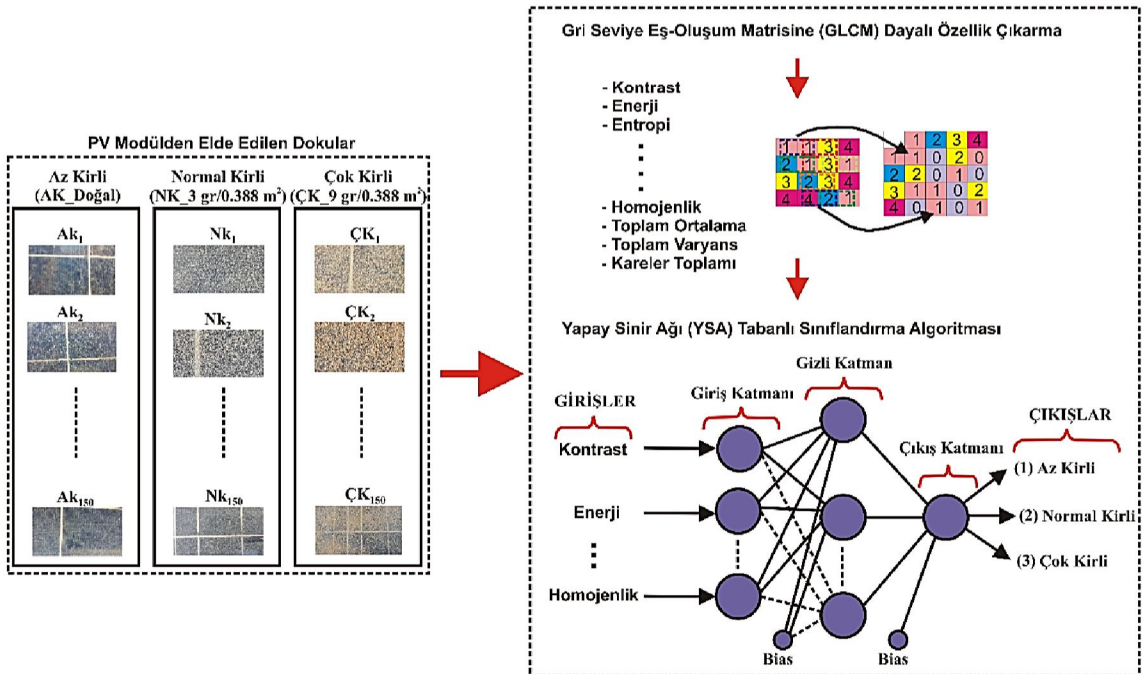 PV Modülden Elde Edilen Dokular
Az Kirli
(AK_Doğal)
Normal Kirli
(NK_3 gr/0.388 m²)
Çok Kirli
(ÇK_9 gr/0.388 m²)
Ak₁
Ak₂
Ak₁₅₀
Nk₁
Nk₂
Nk₁₅₀
ÇK₁
ÇK₂
ÇK₁₅₀
Gri Seviye Eş-Oluşum Matrisine (GLCM) Dayalı Özellik Çıkarma
- Kontrast
- Enerji
- Entropi
- Homojenlik
- Toplam Ortalama
- Toplam Varyans
- Kareler Toplamı
1 1 3 4
2 1 3 1
3 2 3 4
4 4 2 1
1 2 3 4
1 1 0 2 0
2 2 0 1 0
3 1 1 0 2
4 0 1 0 1
Yapay Sinir Ağı (YSA) Tabanlı Sınıflandırma Algoritması
GİRİŞLER
Giriş Katmanı
Gizli Katman
Çıkış Katmanı
ÇIKIŞLAR
Kontrast
Enerji
Homojenlik
Bias
Bias
(1) Az Kirli
(2) Normal Kirli
(3) Çok Kirli